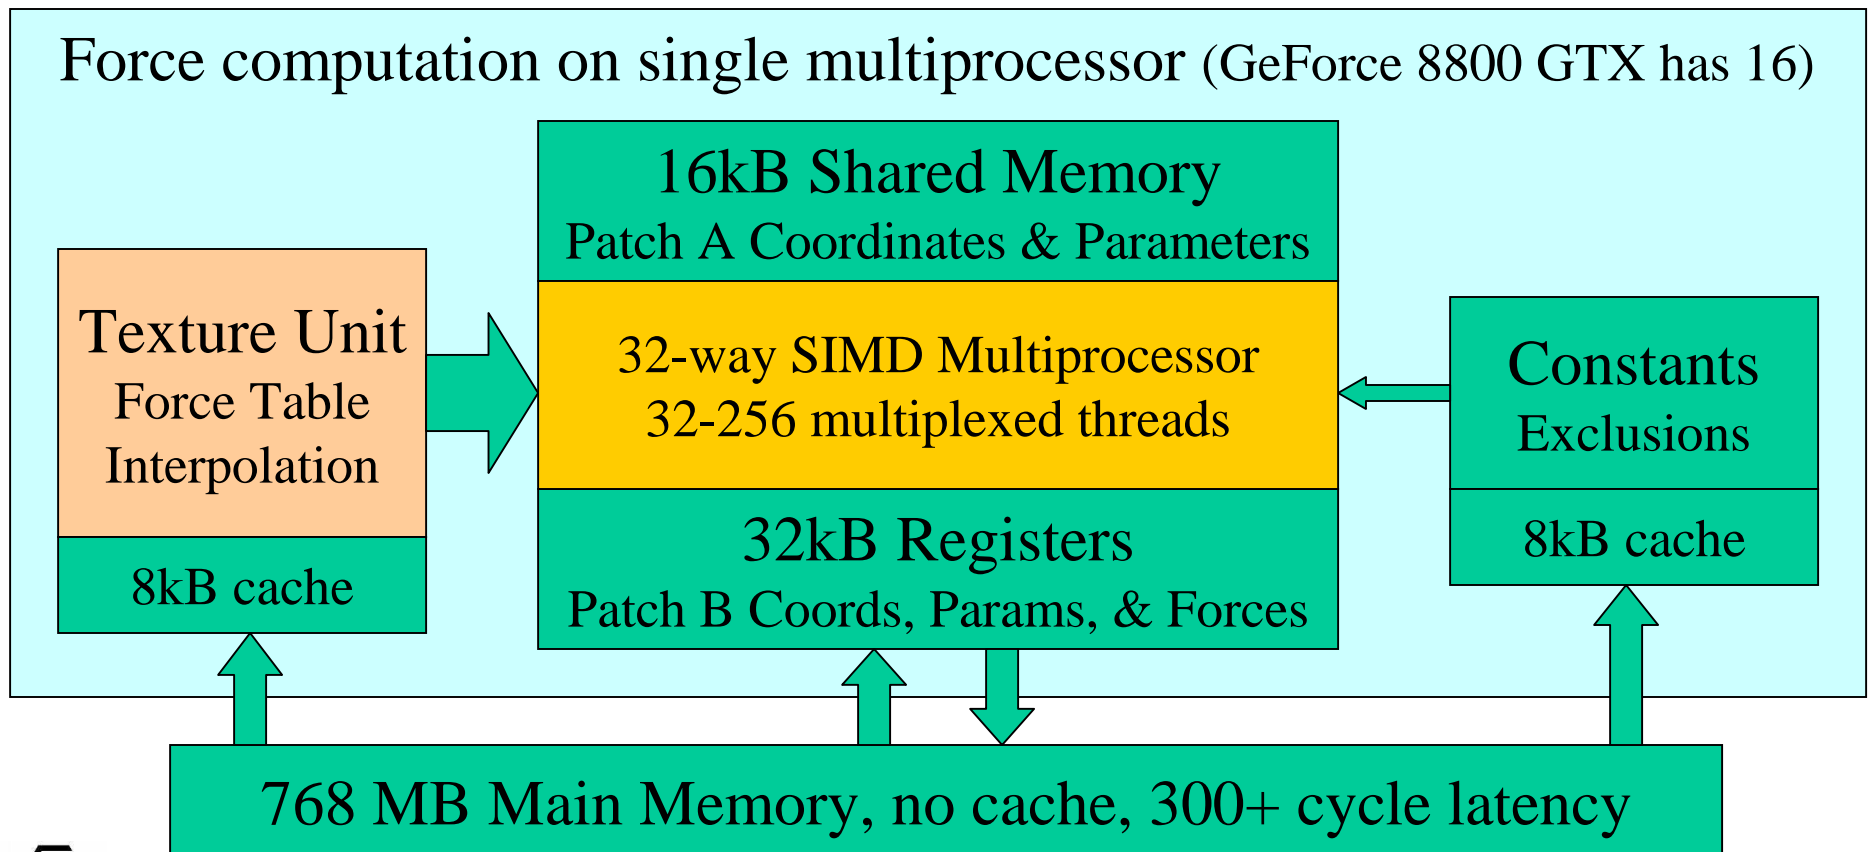 Force computation on single multiprocessor (GeForce 8800 GTX has 16)
16kB Shared Memory
Patch A Coordinates & Parameters
Texture Unit
Force Table
Interpolation
8kB cache
32-way SIMD Multiprocessor
32-256 multiplexed threads
32kB Registers
Patch B Coords, Params, & Forces
Constants
Exclusions
8kB cache
768 MB Main Memory, no cache, 300+ cycle latency